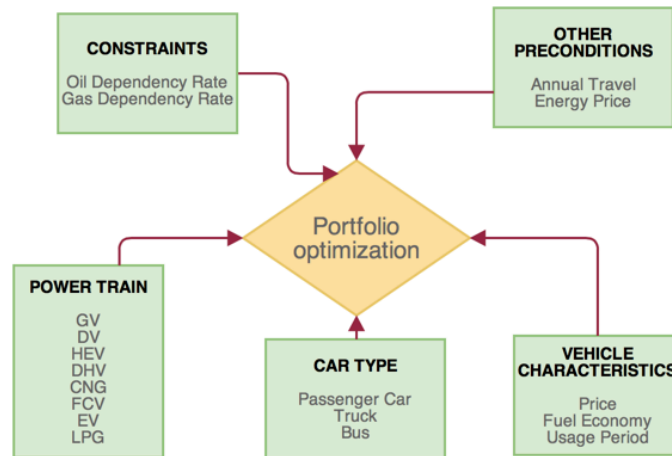 CONSTRAINTS
Oil Dependency Rate
Gas Dependency Rate
OTHER
PRECONDITIONS
Annual Travel
Energy Price
Portfolio
optimization
POWER TRAIN
GV
DV
HEV
DHV
CNG
FCV
EV
LPG
CAR TYPE
Passenger Car
Truck
Bus
VEHICLE
CHARACTERISTICS
Price
Fuel Economy
Usage Period